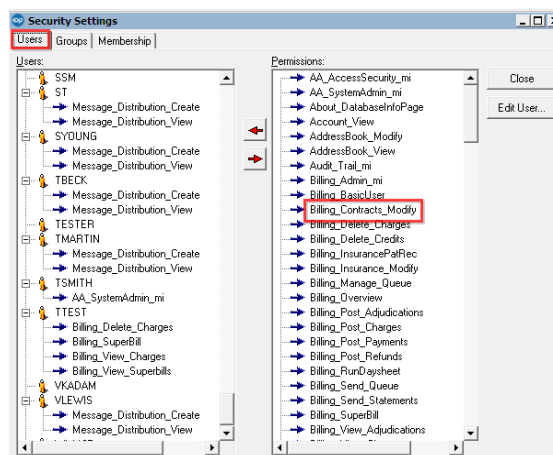 Security Settings
Users
Groups
Membership
Users:
SSM
ST
Message_Distribution_Create
Message_Distribution_View
SYOUNG
Message_Distribution_Create
Message_Distribution_View
TBECK
Message_Distribution_Create
Message_Distribution_View
TESTER
TMARTIN
Message_Distribution_Create
Message_Distribution_View
TSMITH
AA_SystemAdmin_mi
TTEST
Billing_Delete_Charges
Billing_SuperBill
Billing_View_Charges
Billing_View_Superbills
VKADAM
VLEWIS
Message_Distribution_Create
Message_Distribution_View
Permissions:
AA_AccessSecurity_mi
AA_SystemAdmin_mi
About_DatabaseInfoPage
Account_View
AddressBook_Modify
AddressBook_View
Audit_Trail_mi
Billing_Admin_mi
Billing_BasicUser
Billing_Contracts_Modify
Billing_Delete_Charges
Billing_Delete_Credits
Billing_InsurancePatRec
Billing_Insurance_Modify
Billing_Manage_Queue
Billing_Overview
Billing_Post_Adjudications
Billing_Post_Charges
Billing_Post_Payments
Billing_Post_Refunds
Billing_RunDaysheet
Billing_Send_Queue
Billing_Send_Statements
Billing_SuperBill
Billing_View_Adjudications
Close
Edit User...